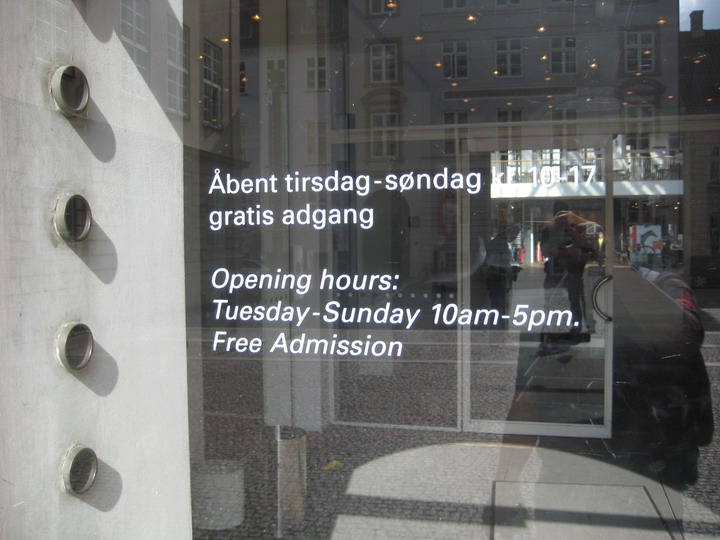 Åbent tirsdag-søndag kl. 10-17
gratis adgang
Opening hours:
Tuesday-Sunday 10am-5pm.
Free Admission